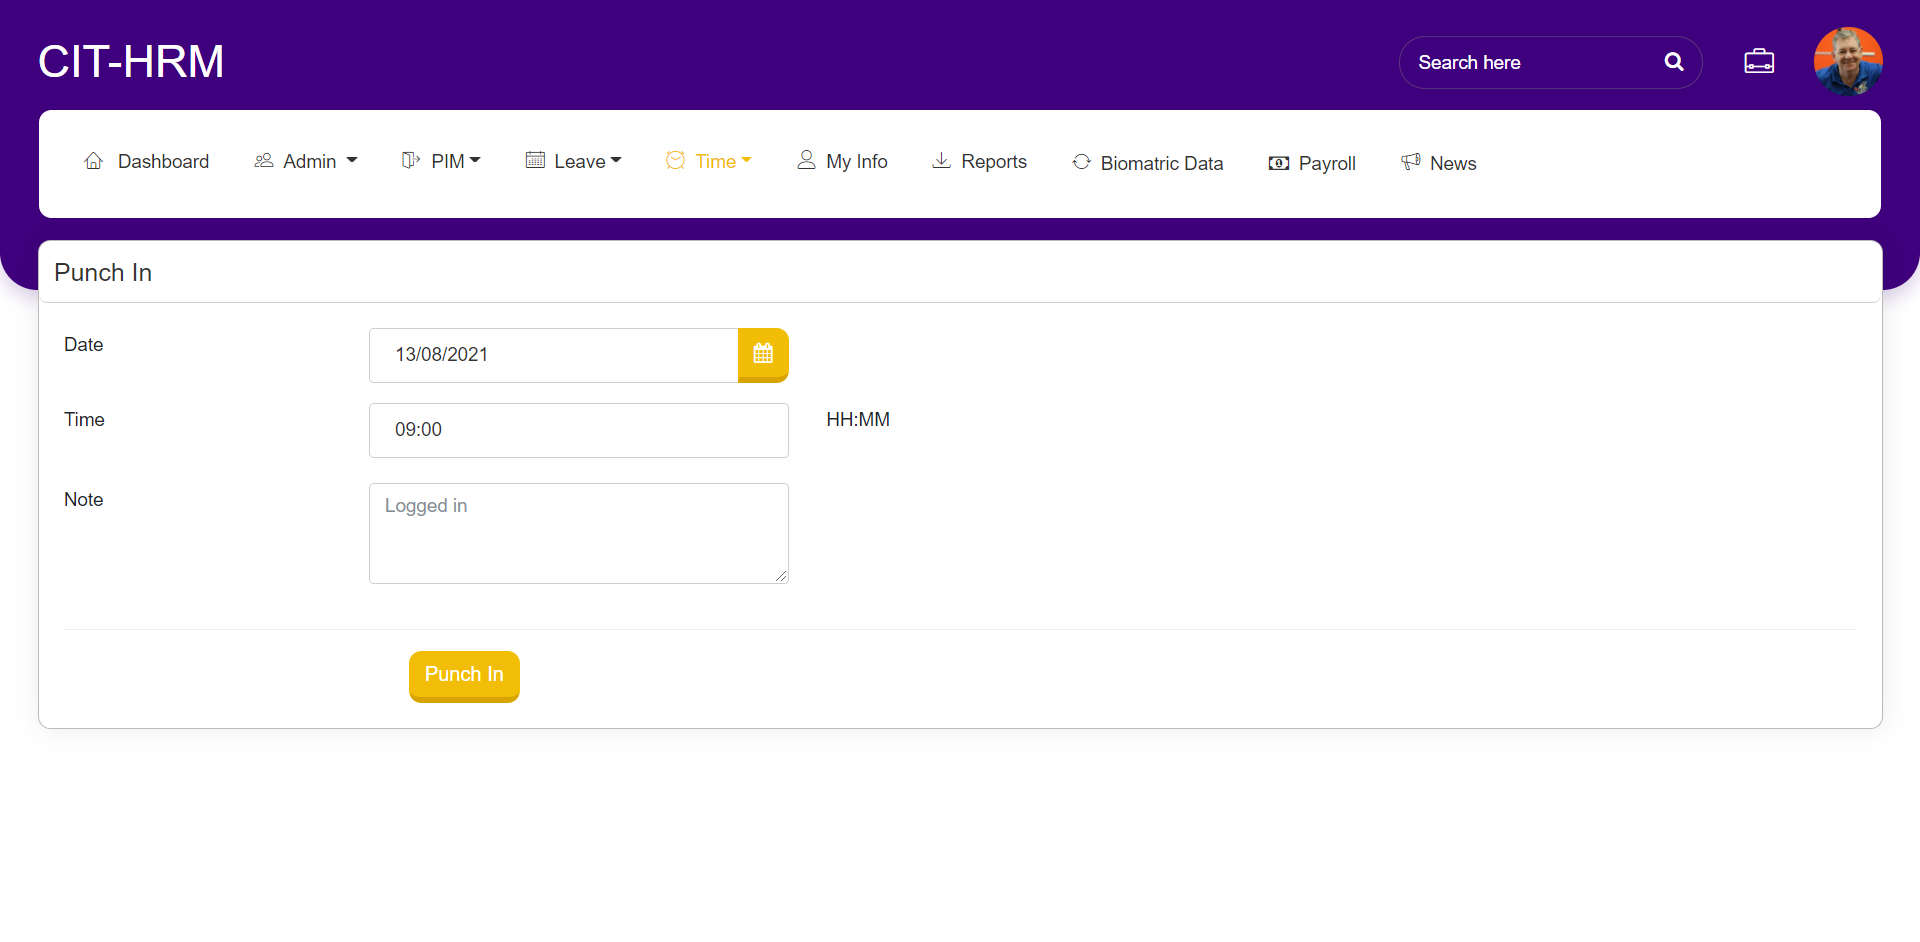 CIT-HRM
Search here
Dashboard Admin PIM Leave Time My Info Reports Biomatric Data Payroll News
Punch In
Date 13/08/2021
Time 09:00 HH:MM
Note Logged in
Punch In